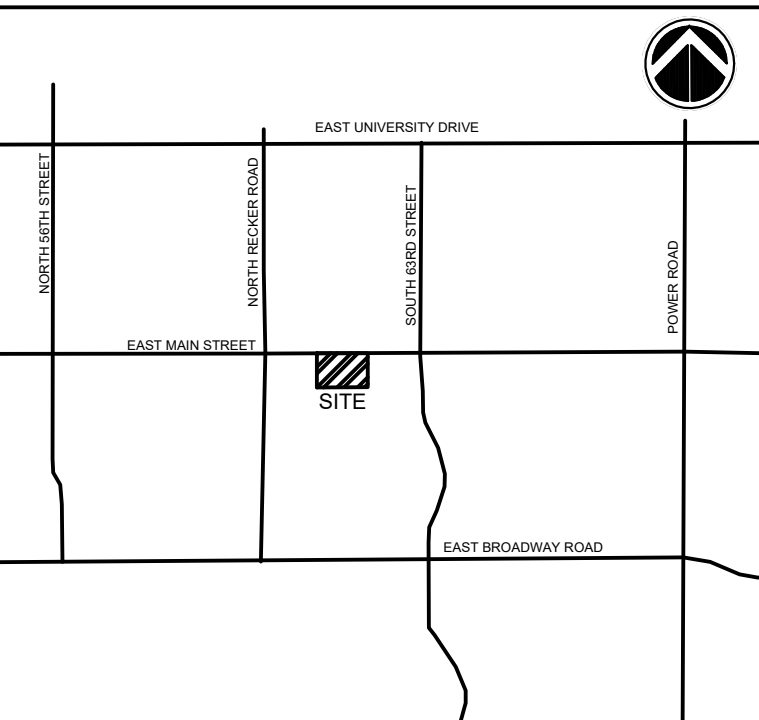 EAST UNIVERSITY DRIVE
NORTH 56TH STREET
NORTH RECKER ROAD
SOUTH 63RD STREET
POWER ROAD
EAST MAIN STREET
SITE
EAST BROADWAY ROAD